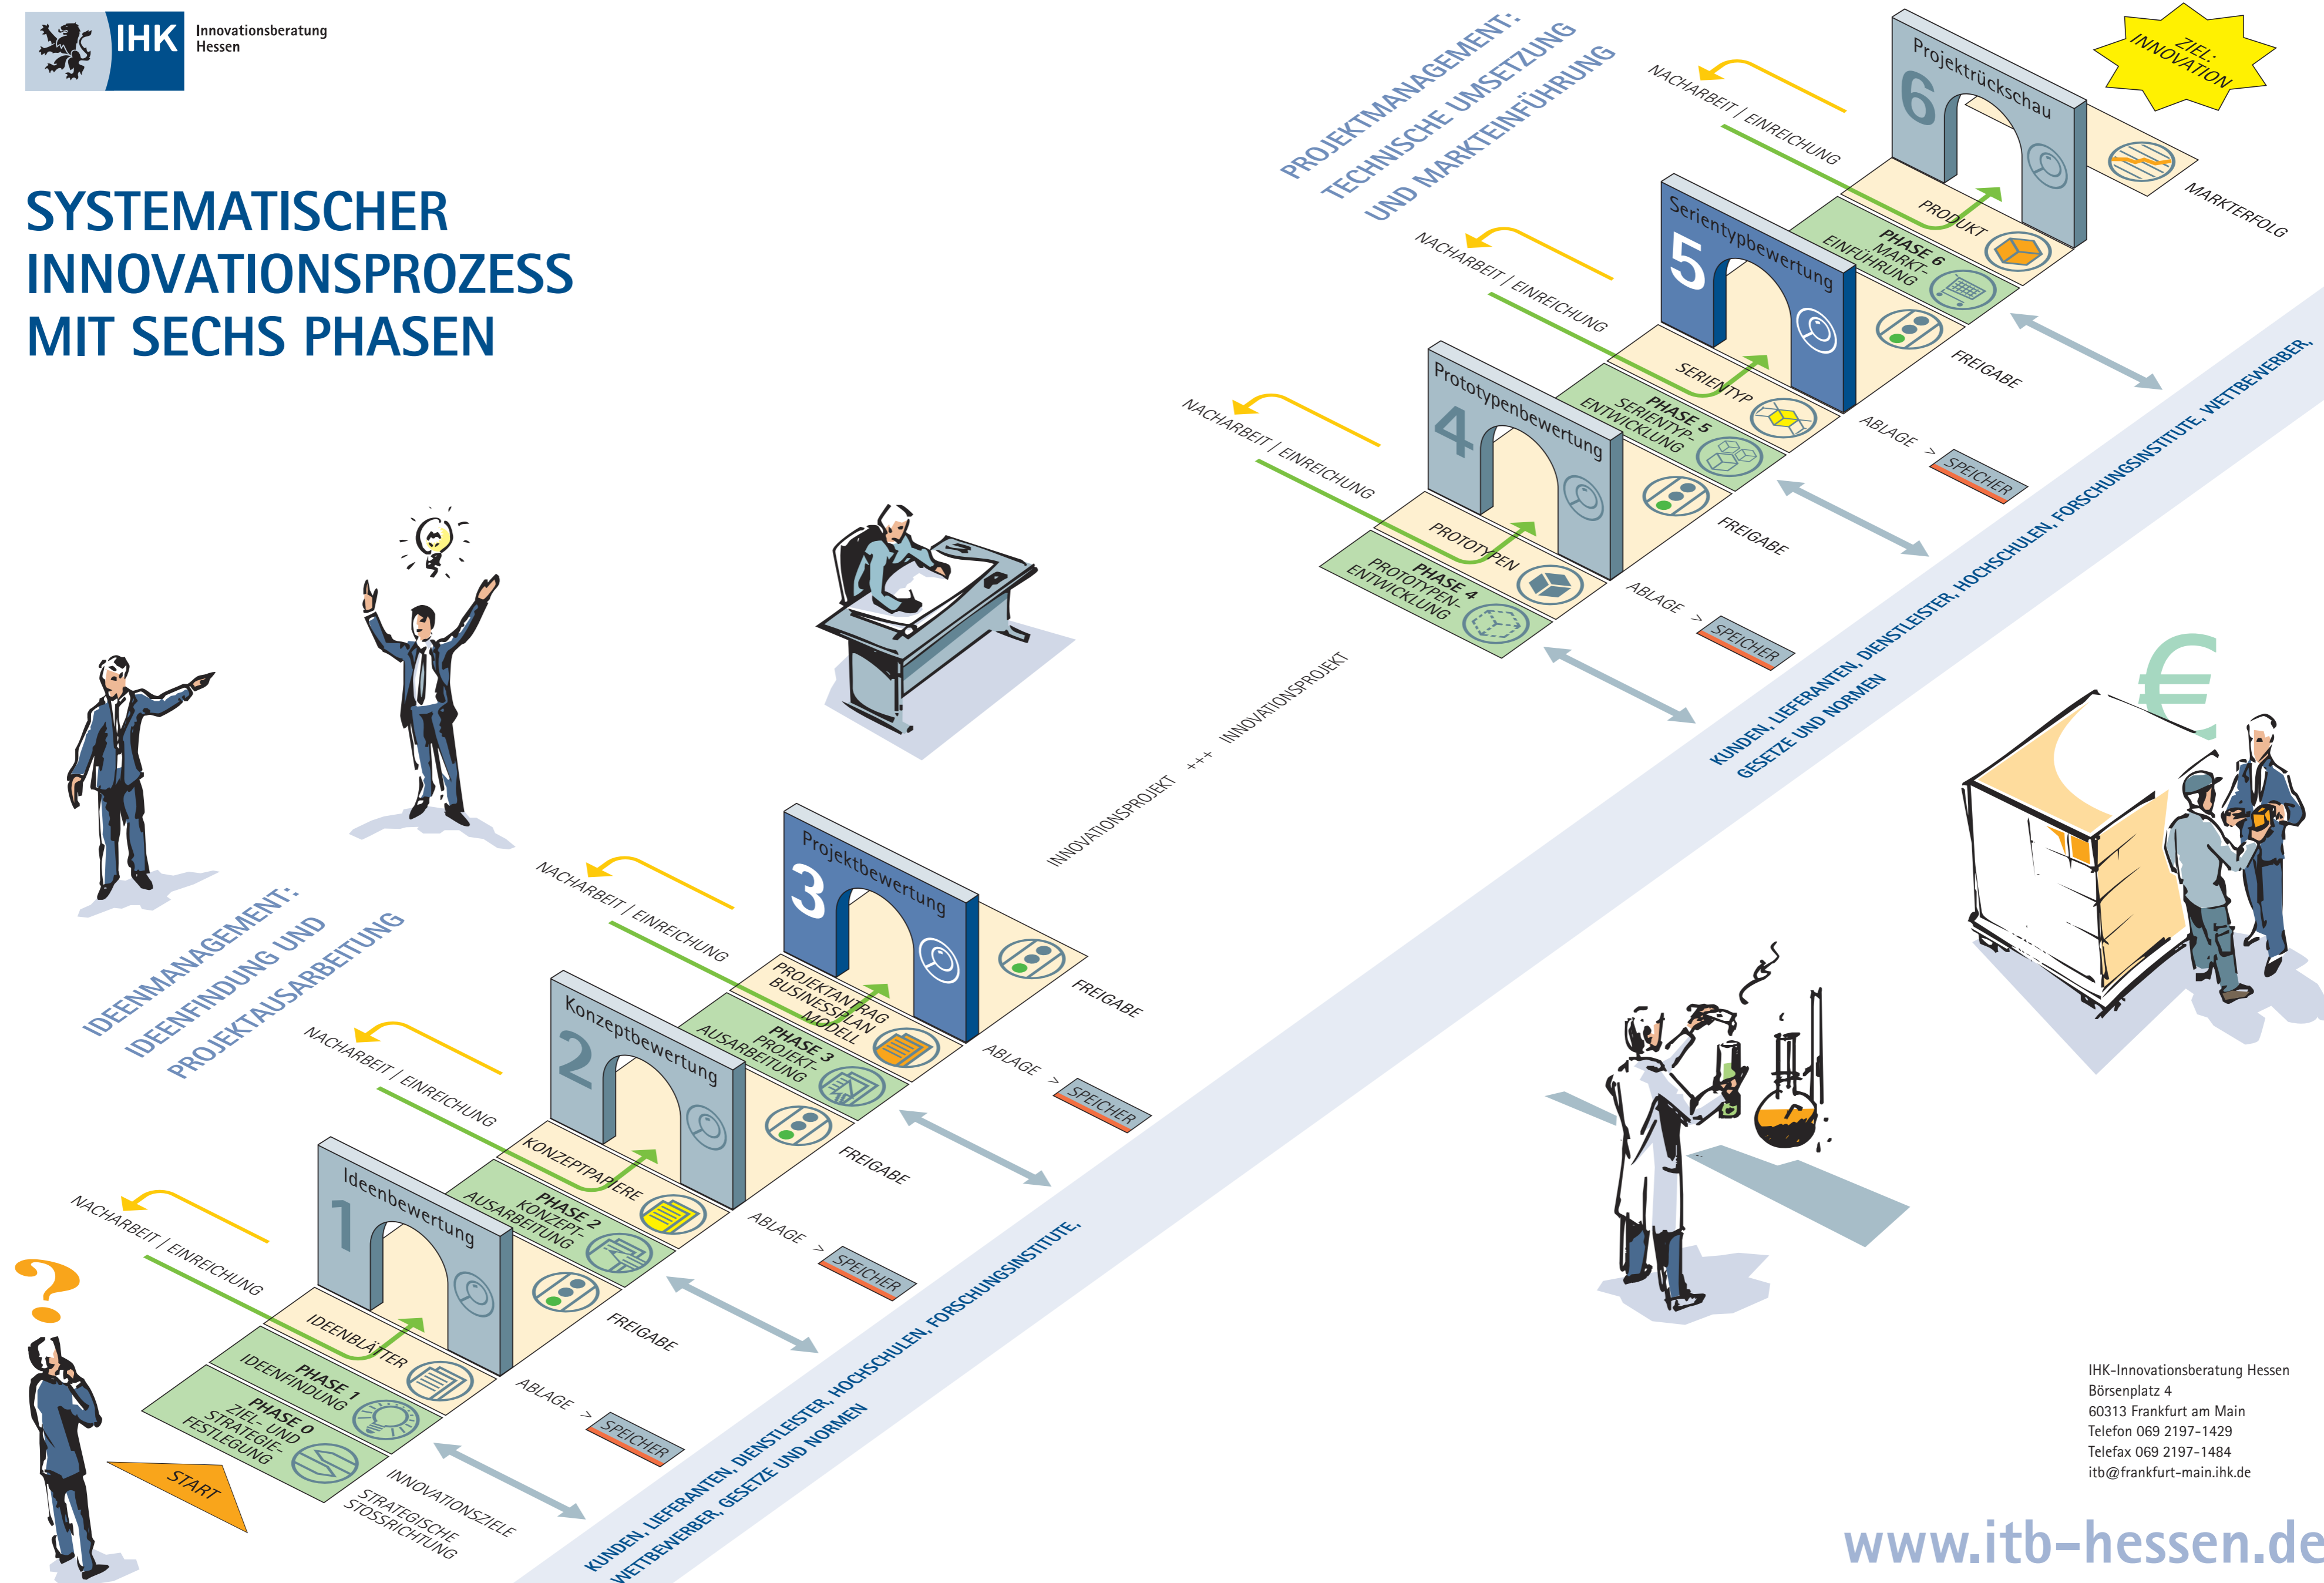 IHK
Innovationsberatung
Hessen
SYSTEMATISCHER
INNOVATIONSPROZESS
MIT SECHS PHASEN
PROJEKTMANAGEMENT:
TECHNISCHE UMSETZUNG
UND MARKTEINFÜHRUNG
ZIEL:
INNOVATION
Projektrückschau
6
NACHARBEIT | EINREICHUNG
MARKTERFOLG
PRODUKT
PHASE 6
MARKT-
EINFÜHRUNG
Serientypbewertung
5
NACHARBEIT | EINREICHUNG
FREIGABE
SERIENTYP
ABLAGE >
SPEICHER
PHASE 5
SERIENTYP-
ENTWICKLUNG
Prototypenbewertung
4
NACHARBEIT | EINREICHUNG
FREIGABE
PROTOTYPEN
ABLAGE >
SPEICHER
PHASE 4
PROTOTYPEN-
ENTWICKLUNG
KUNDEN, LIEFERANTEN, DIENSTLEISTER, HOCHSCHULEN, FORSCHUNGSINSTITUTE, WETTBEWERBER,
GESETZE UND NORMEN
€
INNOVATIONSPROJEKT +++ INNOVATIONSPROJEKT
IDEENMANAGEMENT:
IDEENFINDUNG UND
PROJEKTAUSARBEITUNG
Projektbewertung
3
NACHARBEIT | EINREICHUNG
FREIGABE
PROJEKTANTRAG
BUSINESSPLAN
MODELL
ABLAGE >
SPEICHER
PHASE 3
PROJEKT-
AUSARBEITUNG
Konzeptbewertung
2
NACHARBEIT | EINREICHUNG
FREIGABE
KONZEPTPAPIERE
ABLAGE >
SPEICHER
PHASE 2
KONZEPT-
AUSARBEITUNG
Ideenbewertung
1
NACHARBEIT | EINREICHUNG
FREIGABE
IDEENBLÄTTER
ABLAGE >
SPEICHER
PHASE 1
IDEENFINDUNG
PHASE 0
ZIEL- UND
STRATEGIE-
FESTLEGUNG
?
START
INNOVATIONSZIELE
STRATEGISCHE
STOSSRICHTUNG
KUNDEN, LIEFERANTEN, DIENSTLEISTER, HOCHSCHULEN, FORSCHUNGSINSTITUTE,
WETTBEWERBER, GESETZE UND NORMEN
IHK-Innovationsberatung Hessen
Börsenplatz 4
60313 Frankfurt am Main
Telefon 069 2197-1429
Telefax 069 2197-1484
itb@frankfurt-main.ihk.de
www.itb-hessen.de